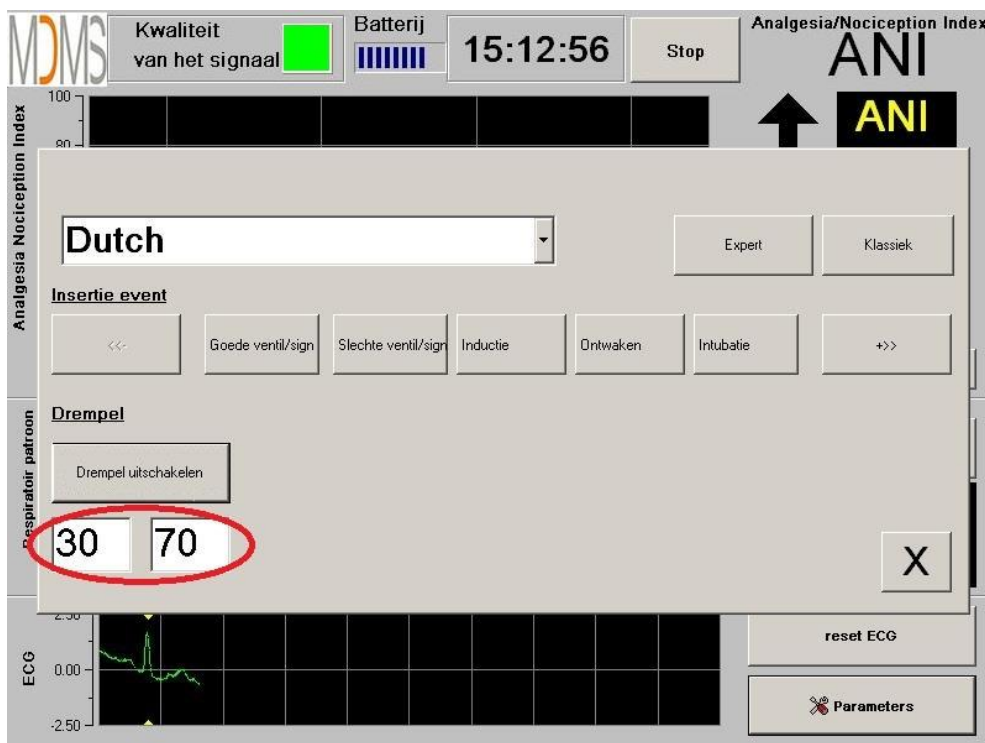 MDMS
Kwaliteit
van het signaal
Batterij
15:12:56
Stop
Analgesia/Nociception Index
ANI
ANI
Analgesia Nociception Index
100
80
Dutch
Expert
Klassiek
Insertie event
<<-
Goede ventil/sign
Slechte ventil/sign
Inductie
Ontwaken
Intubatie
+>>
Drempel
Drempel uitschakelen
30
70
X
Respiratoir patroon
ECG
2.50
0.00
-2.50
reset ECG
Parameters